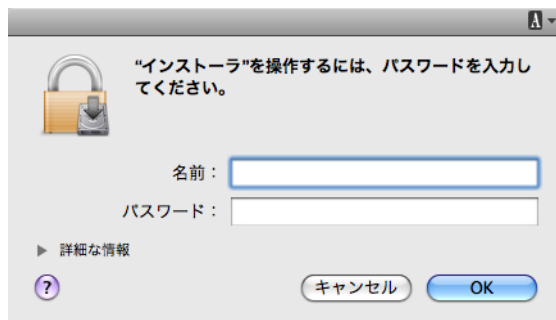 A
"インストーラ"を操作するには、パスワードを入力し
てください。
名前：
パスワード：
詳細な情報
?
キャンセル
OK